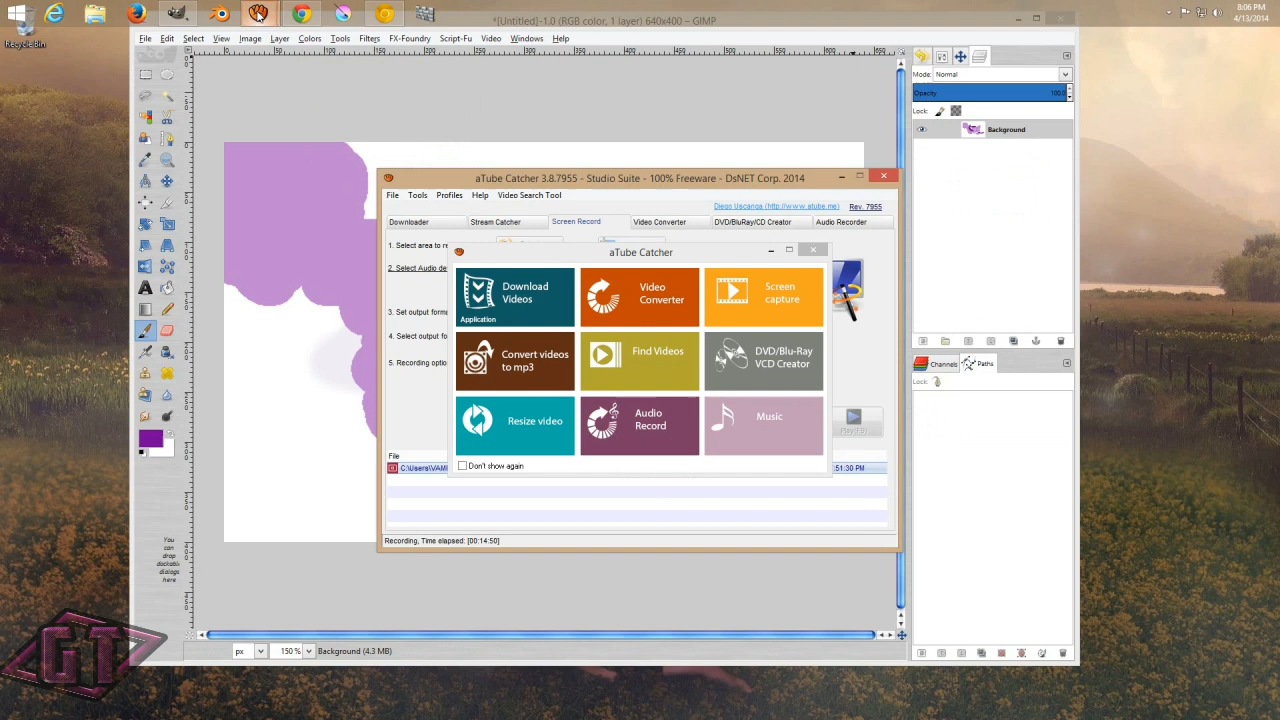 *[Untitled]-1.0 (RGB color, 1 layer) 640x400 – GIMP
8:06 PM
4/13/2014
Recycle Bin
File Edit Select View Image Layer Colors Tools Filters FX-Foundry Script-Fu Video Windows Help
Mode: Normal
Opacity 100.0
Lock:
Background
aTube Catcher 3.8.7955 - Studio Suite - 100% Freeware - DsNET Corp. 2014
File Tools Profiles Help Video Search Tool
Diego Uscanga (http://www.atube.me) Rev. 7955
Downloader Stream Catcher Screen Record Video Converter DVD/BluRay/CD Creator Audio Recorder
1. Select area to re
2. Select Audio de
3. Set output forma
4. Select output fo
5. Recording optio
aTube Catcher
Download Videos
Application
Video Converter
Screen capture
Convert videos to mp3
Find Videos
DVD/Blu-Ray VCD Creator
Resize video
Audio Record
Music
Don't show again
File
C:\Users\VAMI
:51:30 PM
Recording, Time elapsed: [00:14:50]
Channels Paths
Lock:
You
can
drop
dockable
dialogs
here
px 150 % Background (4.3 MB)
GT